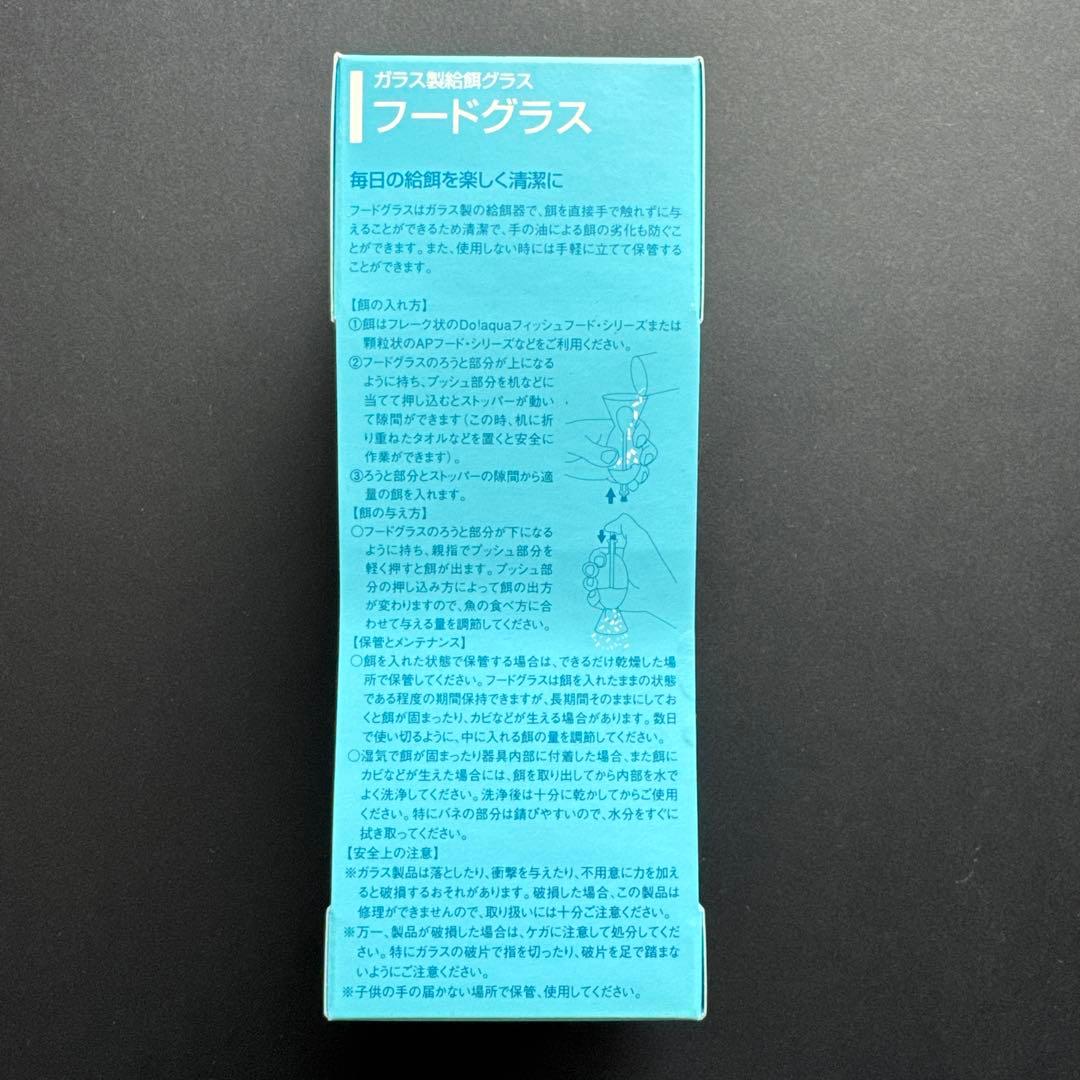 ガラス製給餌グラス
フードグラス
毎日の給餌を楽しく清潔に
フードグラスはガラス製の給餌器で、餌を直接手で触れずに与
えることができるため清潔で、手の油による餌の劣化も防ぐこ
とができます。また、使用しない時には手軽に立てて保管する
ことができます。
【餌の入れ方】
①餌はフレーク状のDo!aquaフィッシュフード・シリーズまたは
顆粒状のAPフード・シリーズなどをご利用ください。
②フードグラスのろうと部分が上になる
ように持ち、プッシュ部分を机などに
当てて押し込むとストッパーが動い
て隙間ができます（この時、机に折
り重ねたタオルなどを置くと安全に
作業ができます）。
③ろうと部分とストッパーの隙間から適
量の餌を入れます。
【餌の与え方】
○フードグラスのろうと部分が下になる
ように持ち、親指でプッシュ部分を
軽く押すと餌が出ます。プッシュ部
分の押し込み方によって餌の出方
が変わりますので、魚の食べ方に合
わせて与える量を調節してください。
【保管とメンテナンス】
○餌を入れた状態で保管する場合は、できるだけ乾燥した場
所で保管してください。フードグラスは餌を入れたままの状態
である程度の期間保持できますが、長期間そのままにしてお
くと餌が固まったり、カビなどが生える場合があります。数日
で使い切るように、中に入れる餌の量を調節してください。
○湿気で餌が固まったり器具内部に付着した場合、また餌に
カビなどが生えた場合には、餌を取り出してから内部を水で
よく洗浄してください。洗浄後は十分に乾かしてからご使用
ください。特にバネの部分は錆びやすいので、水分をすぐに
拭き取ってください。
【安全上の注意】
※ガラス製品は落としたり、衝撃を与えたり、不用意に力を加え
ると破損するおそれがあります。破損した場合、この製品は
修理ができませんので、取り扱いには十分ご注意ください。
※万一、製品が破損した場合は、ケガに注意して処分してくだ
さい。特にガラスの破片で指を切ったり、破片を足で踏まな
いようにご注意ください。
※子供の手の届かない場所で保管、使用してください。